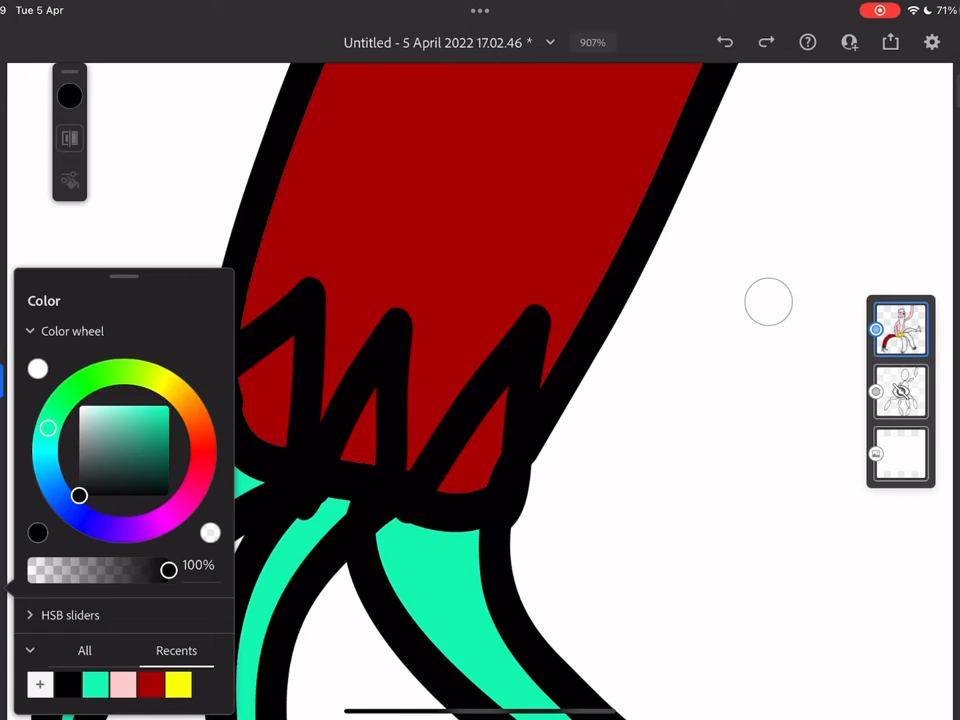 9 Tue 5 Apr
71%
Untitled - 5 April 2022 17.02.46 *
907%
Color
Color wheel
100%
HSB sliders
All Recents